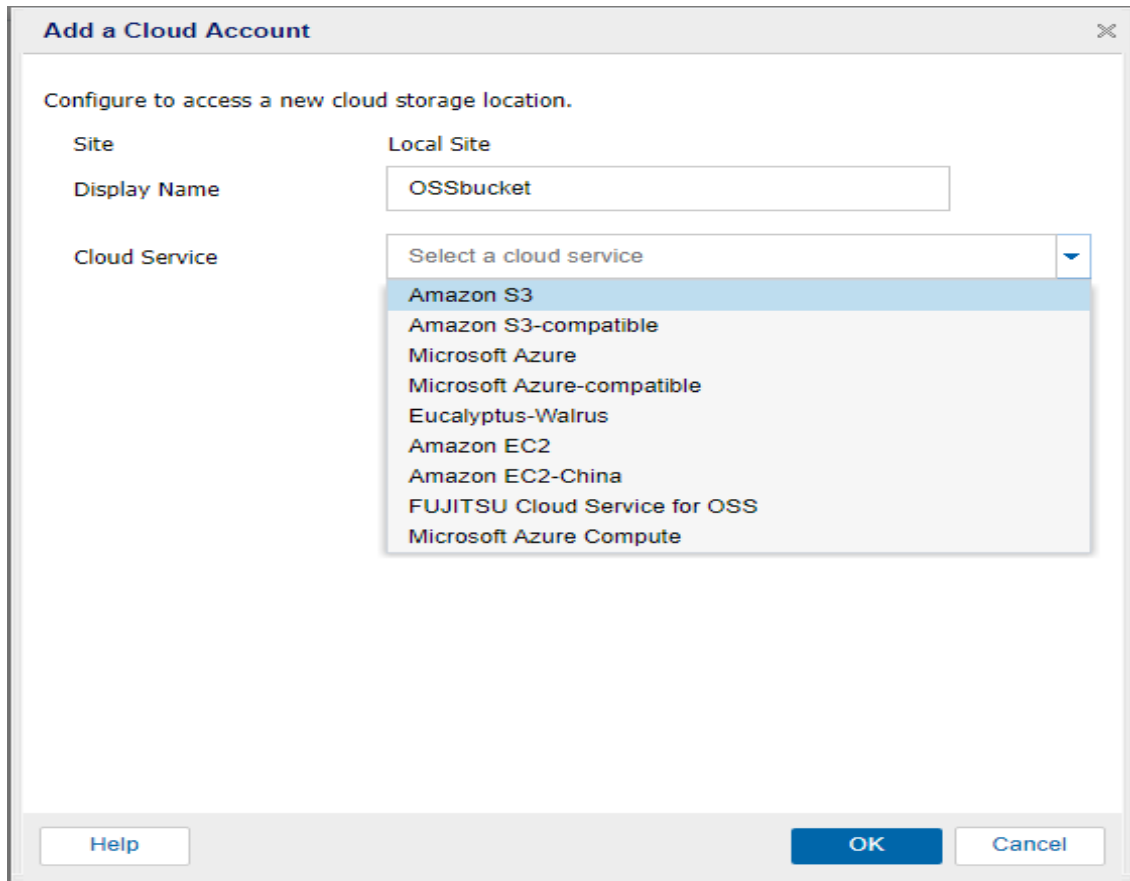 Add a Cloud Account
Configure to access a new cloud storage location.
Site Local Site
Display Name OSSbucket
Cloud Service Select a cloud service
Amazon S3
Amazon S3-compatible
Microsoft Azure
Microsoft Azure-compatible
Eucalyptus-Walrus
Amazon EC2
Amazon EC2-China
FUJITSU Cloud Service for OSS
Microsoft Azure Compute
Help OK Cancel